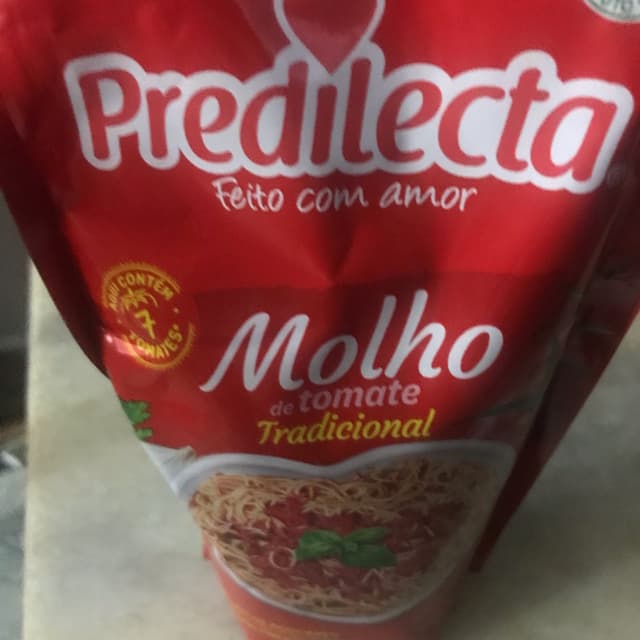 Predilecta
Feito com amor
AQUI CONTÉM
7
TOMATES
Molho
de tomate
Tradicional